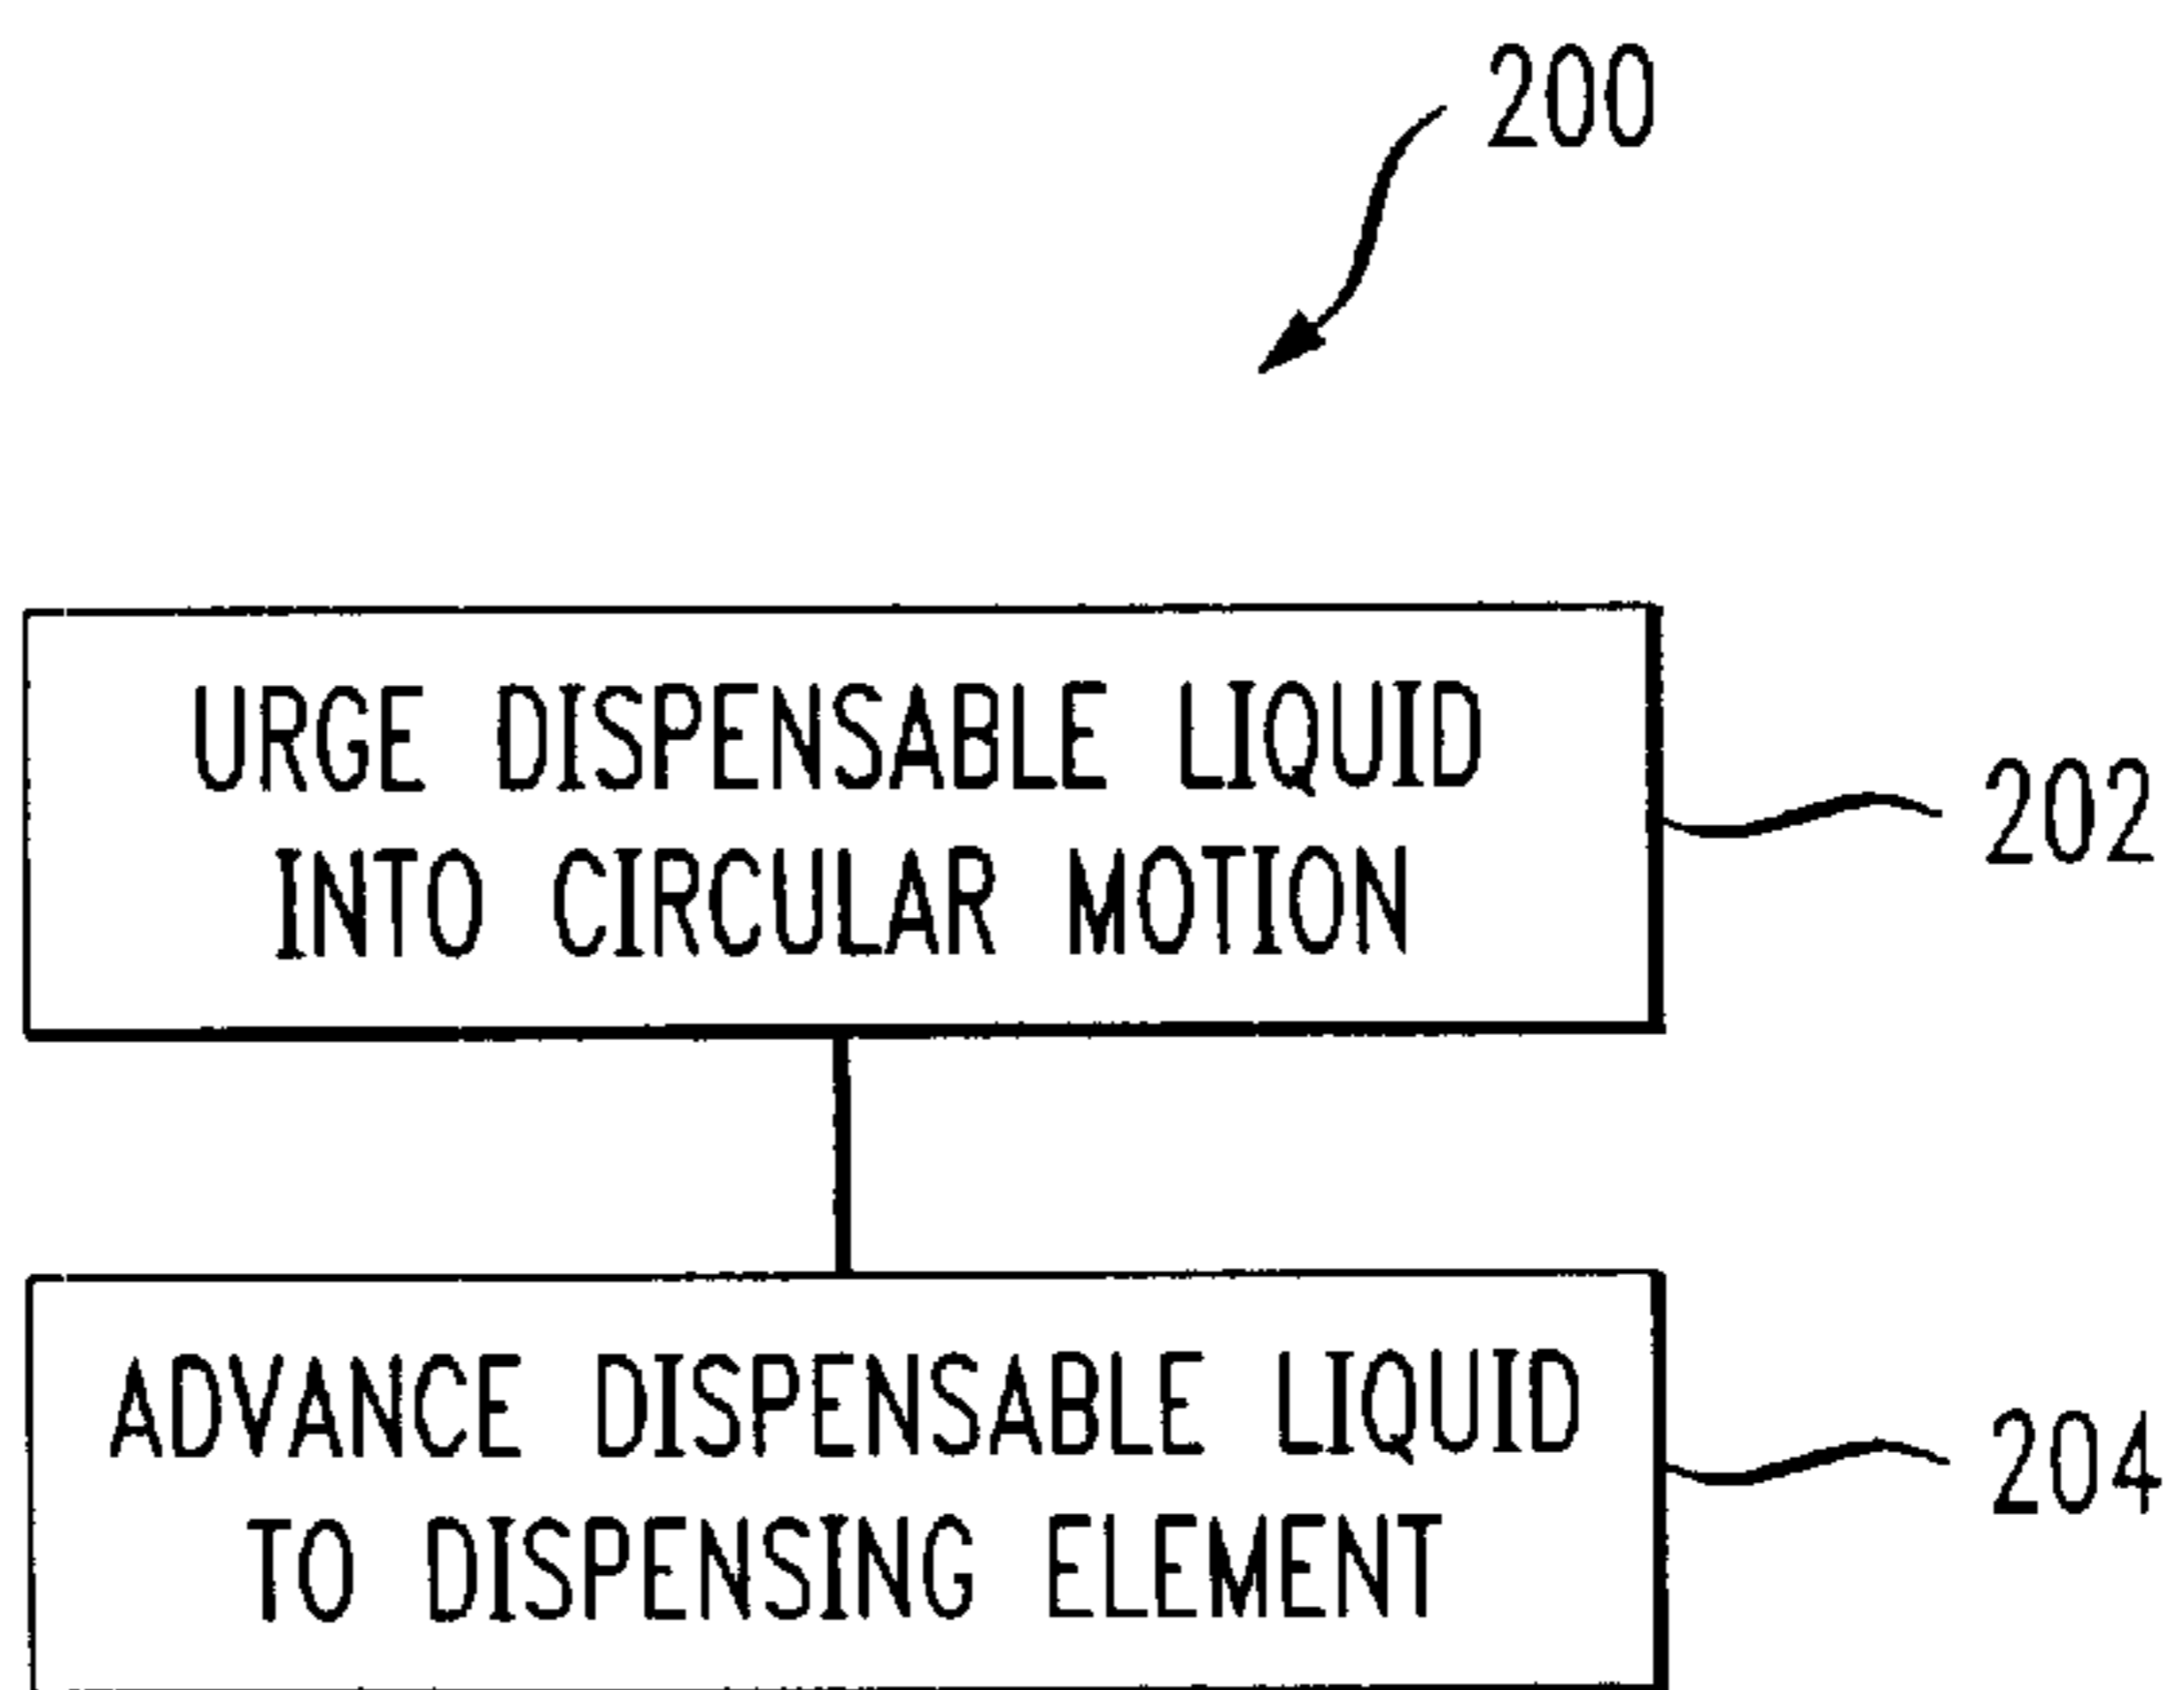 200
URGE DISPENSABLE LIQUID
INTO CIRCULAR MOTION
202
ADVANCE DISPENSABLE LIQUID
TO DISPENSING ELEMENT
204